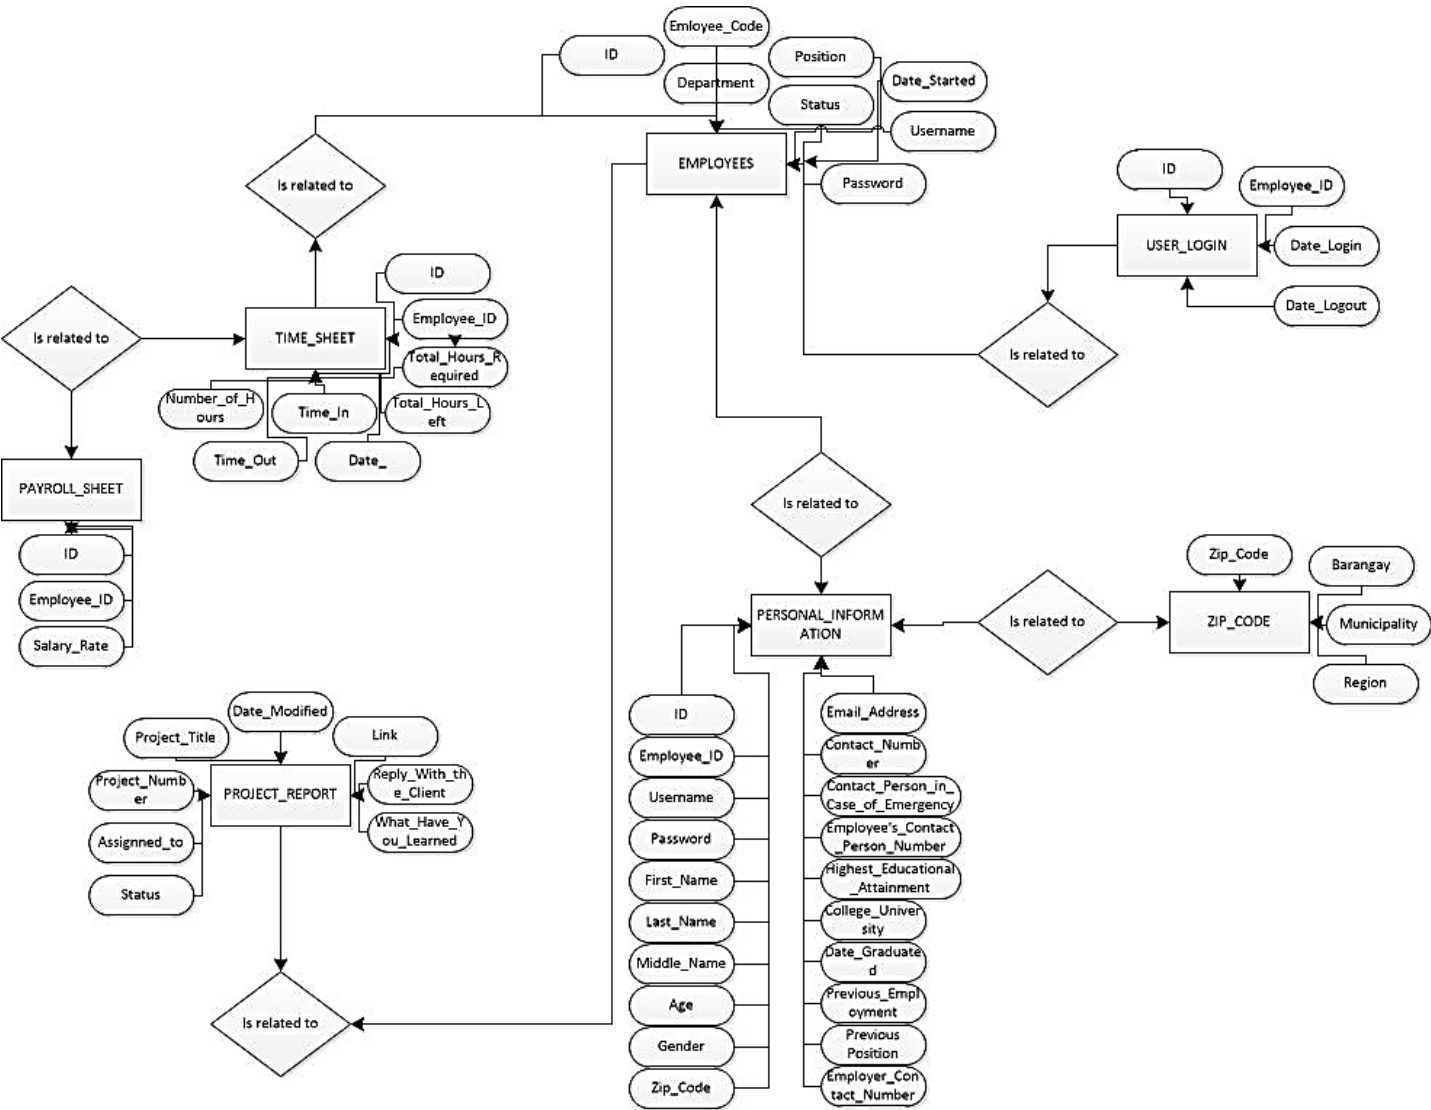 Emloyee_Code
ID
Position
Department
Date_Started
Status
Username
EMPLOYEES
Password
Is related to
ID
Employee_ID
USER_LOGIN
Date_Login
Date_Logout
Is related to
ID
Employee_ID
Is related to
TIME_SHEET
Total_Hours_R
equired
Number_of_H
ours
Time_In
Total_Hours_L
eft
Time_Out
Date_
PAYROLL_SHEET
ID
Employee_ID
Salary_Rate
Is related to
PERSONAL_INFORM
ATION
Is related to
Zip_Code
ZIP_CODE
Barangay
Municipality
Region
ID
Employee_ID
Username
Password
First_Name
Last_Name
Middle_Name
Age
Gender
Zip_Code
Email_Address
Contact_Numb
er
Contact_Person_in_
Case_of_Emergency
Employee's_Contact
_Person_Number
Highest_Educational
_Attainment
College_Univer
sity
Date_Graduate
d
Previous_Empl
oyment
Previous
Position
Employer_Con
tact_Number
Date_Modified
Project_Title
Link
Project_Numb
er
PROJECT_REPORT
Reply_With_th
e_Client
What_Have_Y
ou_Learned
Assignned_to
Status
Is related to